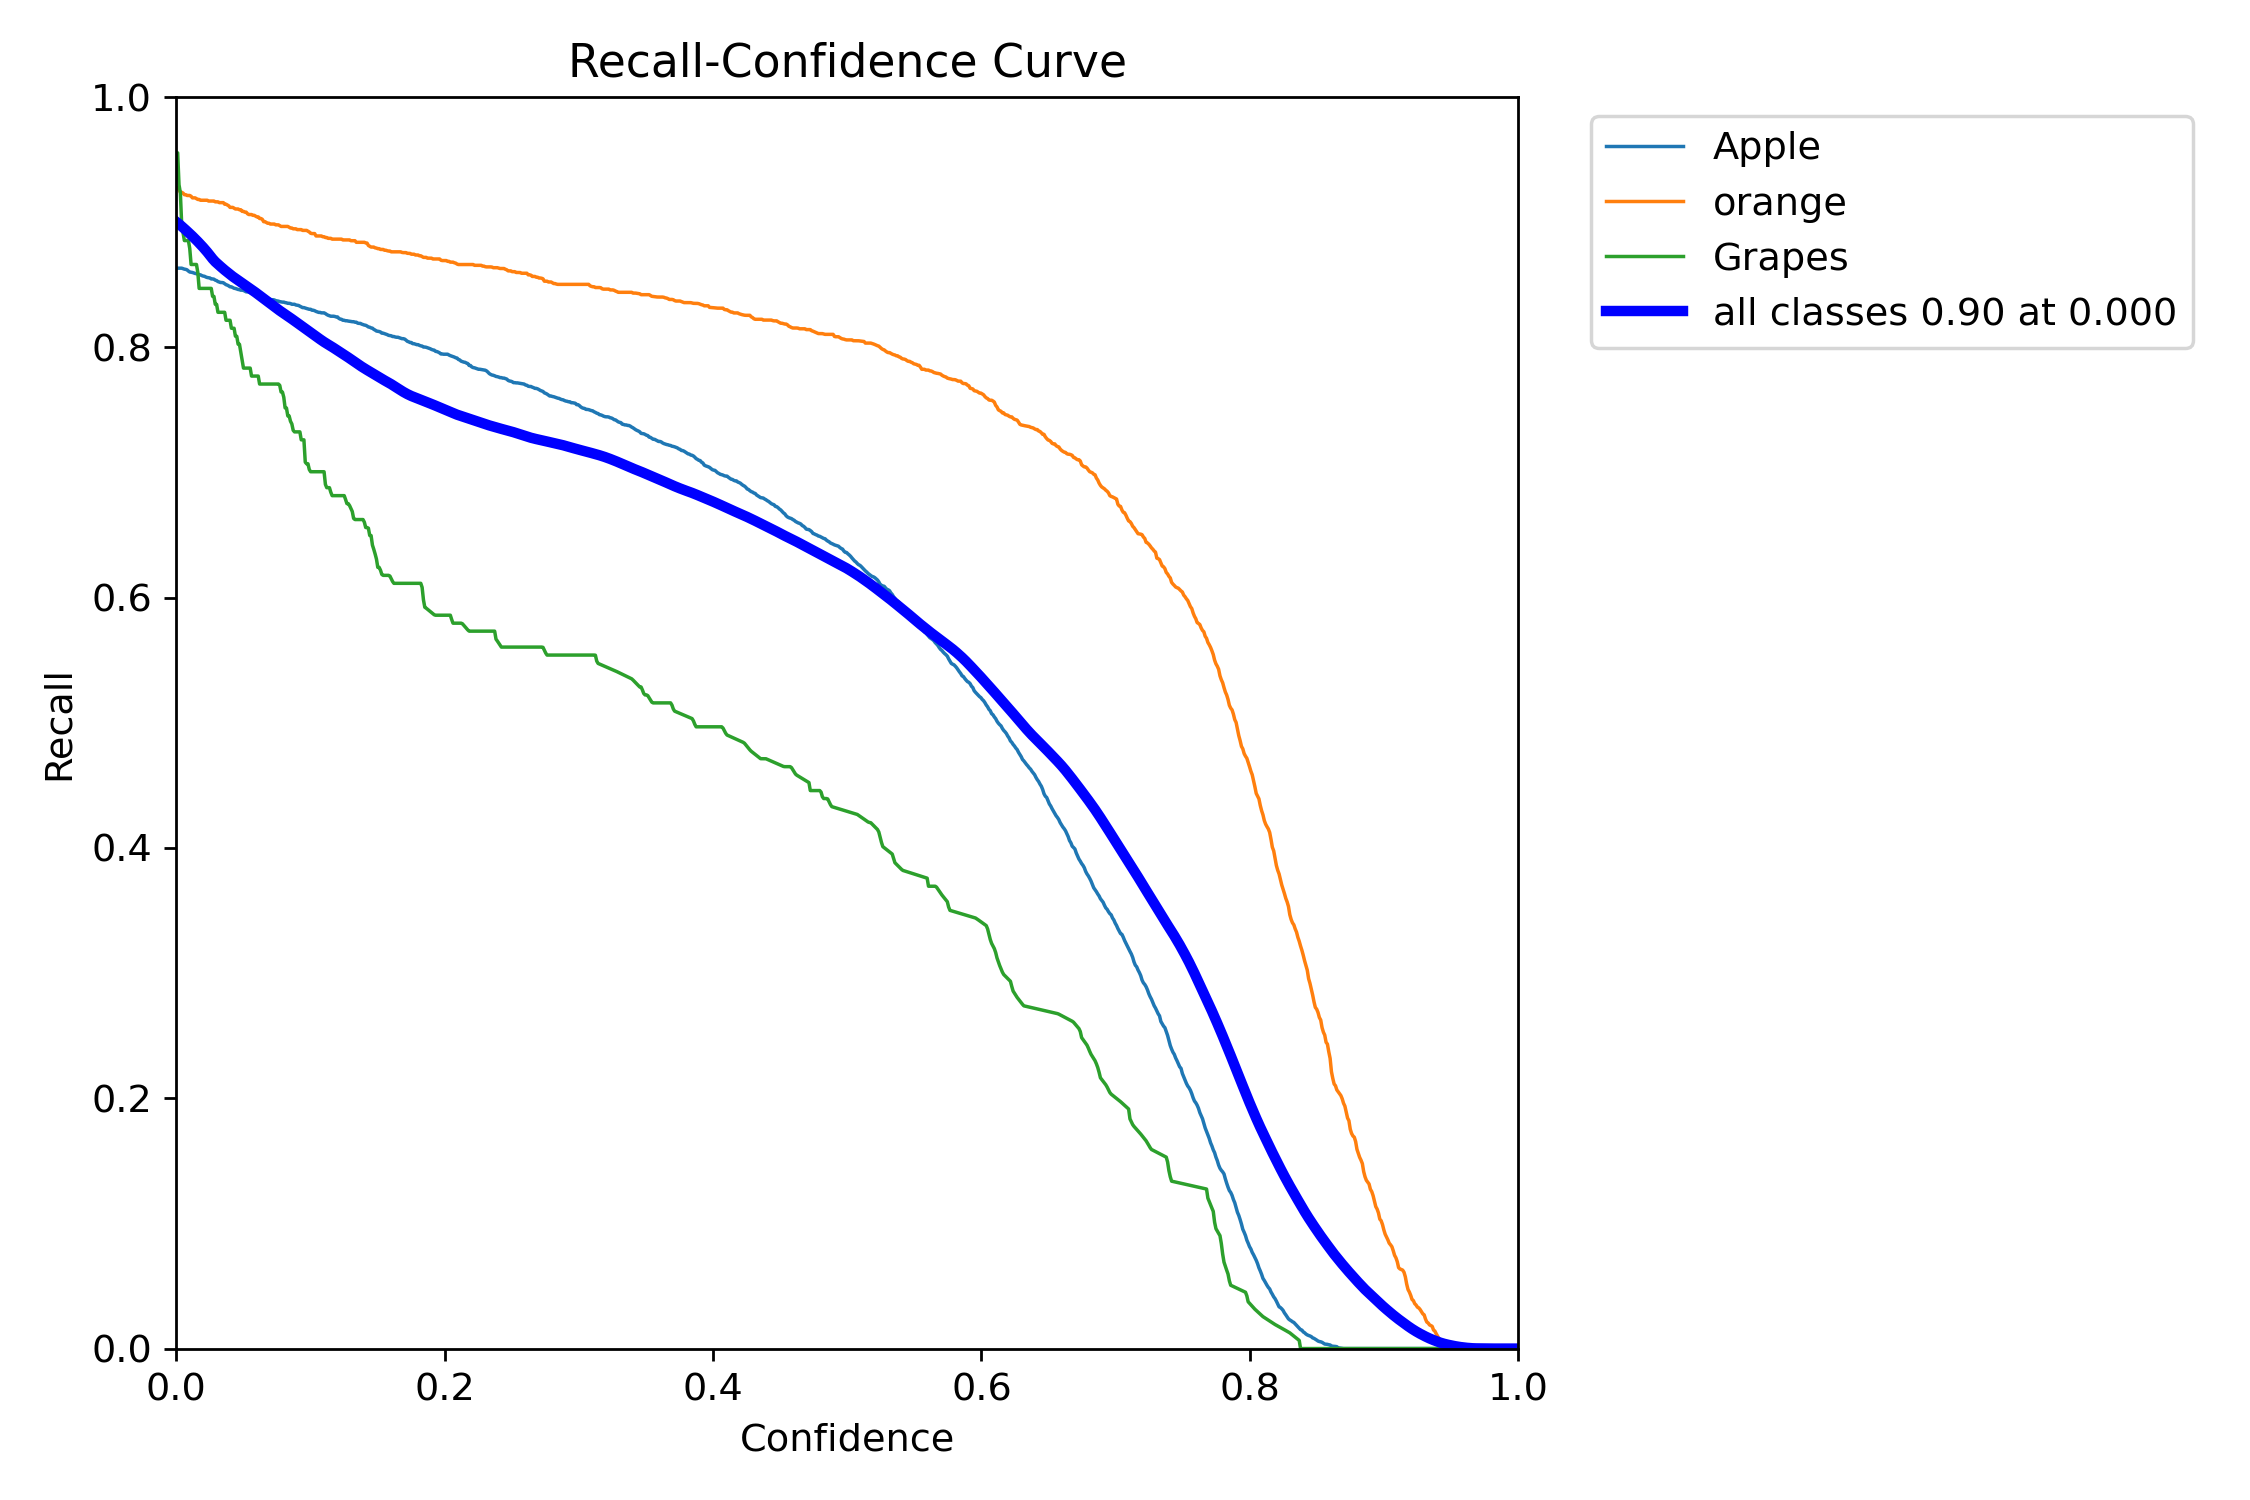 Recall-Confidence Curve
1.0
0.8
0.6
0.4
0.2
0.0
Recall
0.0 0.2 0.4 0.6 0.8 1.0
Confidence
Apple
orange
Grapes
all classes 0.90 at 0.000